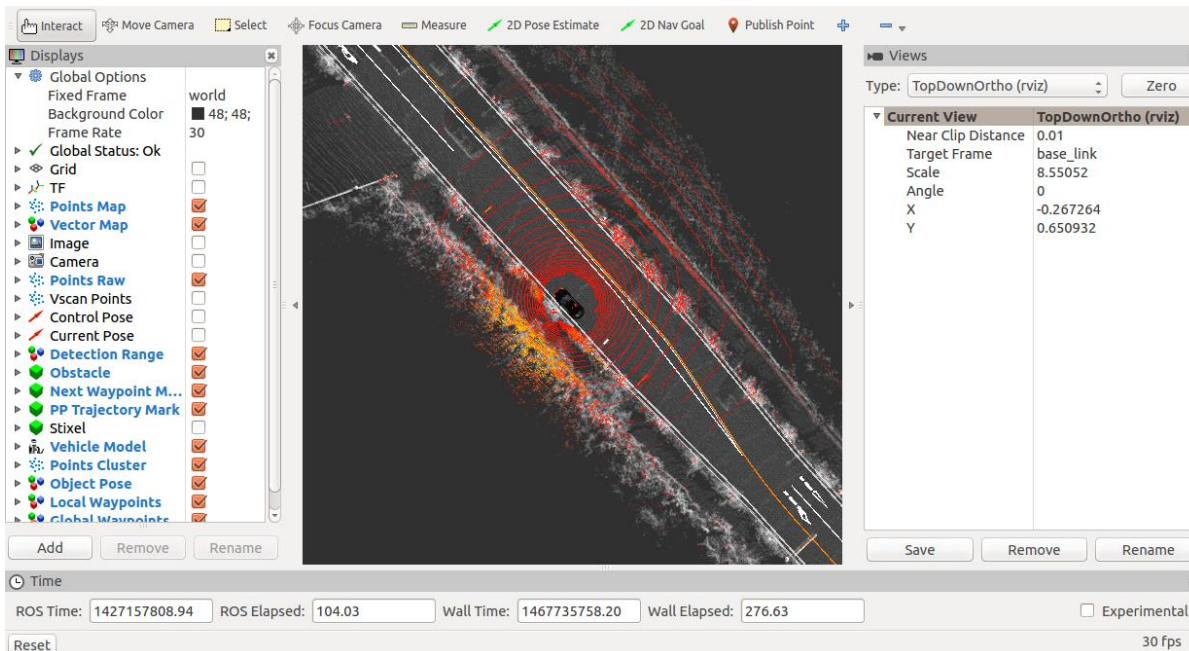 Interact Move Camera Select Focus Camera Measure 2D Pose Estimate 2D Nav Goal Publish Point
Displays
Global Options
Fixed Frame world
Background Color 48; 48;
Frame Rate 30
Global Status: Ok
Grid
TF
Points Map
Vector Map
Image
Camera
Points Raw
Vscan Points
Control Pose
Current Pose
Detection Range
Obstacle
Next Waypoint M...
PP Trajectory Mark
Stixel
Vehicle Model
Points Cluster
Object Pose
Local Waypoints
Global Waypoints
Add Remove Rename
Views
Type: TopDownOrtho (rviz) Zero
Current View TopDownOrtho (rviz)
Near Clip Distance 0.01
Target Frame base_link
Scale 8.55052
Angle 0
X -0.267264
Y 0.650932
Save Remove Rename
Time
ROS Time: 1427157808.94 ROS Elapsed: 104.03 Wall Time: 1467735758.20 Wall Elapsed: 276.63 Experimental
Reset 30 fps